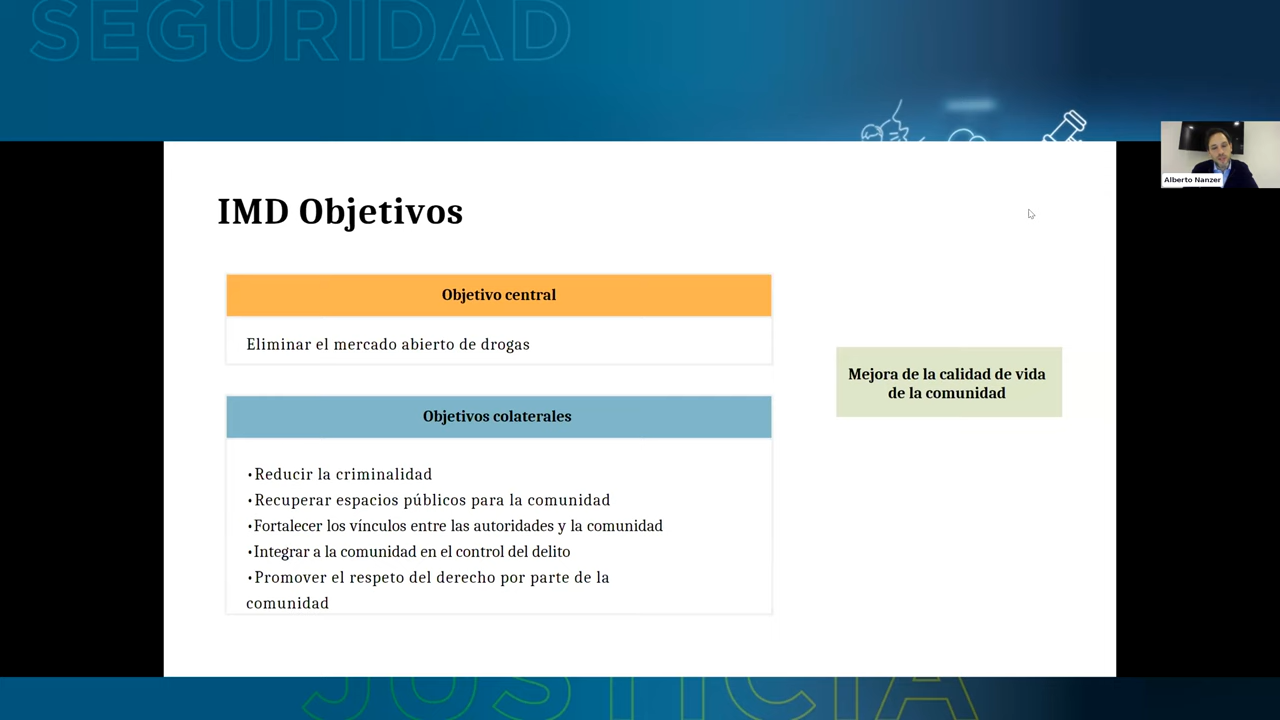 SEGURIDAD
Alberto Nanzer
IMD Objetivos
Objetivo central
Eliminar el mercado abierto de drogas
Mejora de la calidad de vida
de la comunidad
Objetivos colaterales
•Reducir la criminalidad
•Recuperar espacios públicos para la comunidad
•Fortalecer los vínculos entre las autoridades y la comunidad
•Integrar a la comunidad en el control del delito
•Promover el respeto del derecho por parte de la
comunidad
JUSTICIA